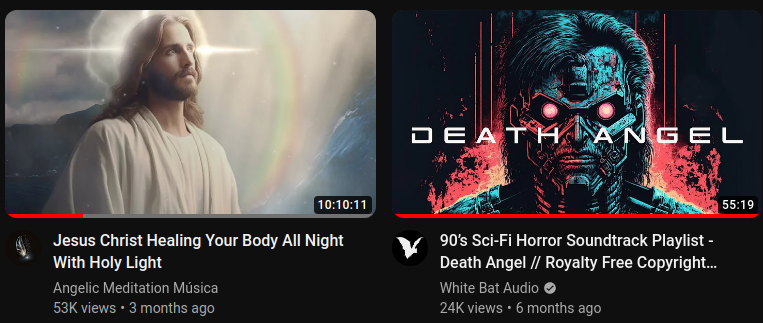 10:10:11
Jesus Christ Healing Your Body All Night
With Holy Light
Angelic Meditation Música
53K views • 3 months ago
DEATH ANGEL
55:19
90’s Sci-Fi Horror Soundtrack Playlist -
Death Angel // Royalty Free Copyright...
White Bat Audio
24K views • 6 months ago